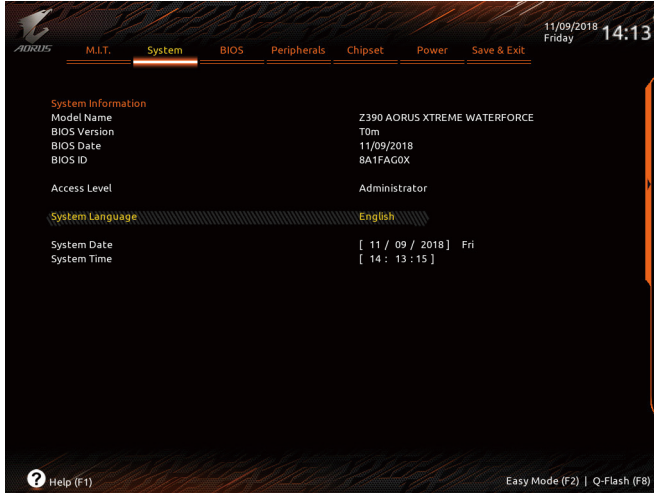 11/09/2018 14:13
Friday
AORUS
M.I.T. System BIOS Peripherals Chipset Power Save & Exit
System Information
Model Name Z390 AORUS XTREME WATERFORCE
BIOS Version T0m
BIOS Date 11/09/2018
BIOS ID 8A1FAG0X
Access Level Administrator
System Language English
System Date [ 11 / 09 / 2018 ] Fri
System Time [ 14 : 13 : 15 ]
? Help (F1) Easy Mode (F2) | Q-Flash (F8)